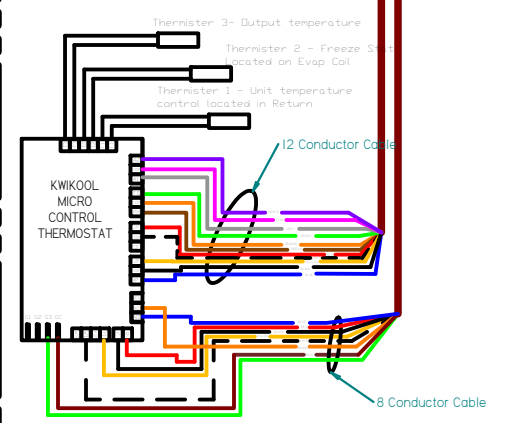 Thermister 3- Output temperature
Thermister 2 - Freeze Stat
Located on Evap Coil
Thermister 1 - Unit temperature
control located in Return
12 Conductor Cable
KWIKOOL
MICRO
CONTROL
THERMOSTAT
8 Conductor Cable